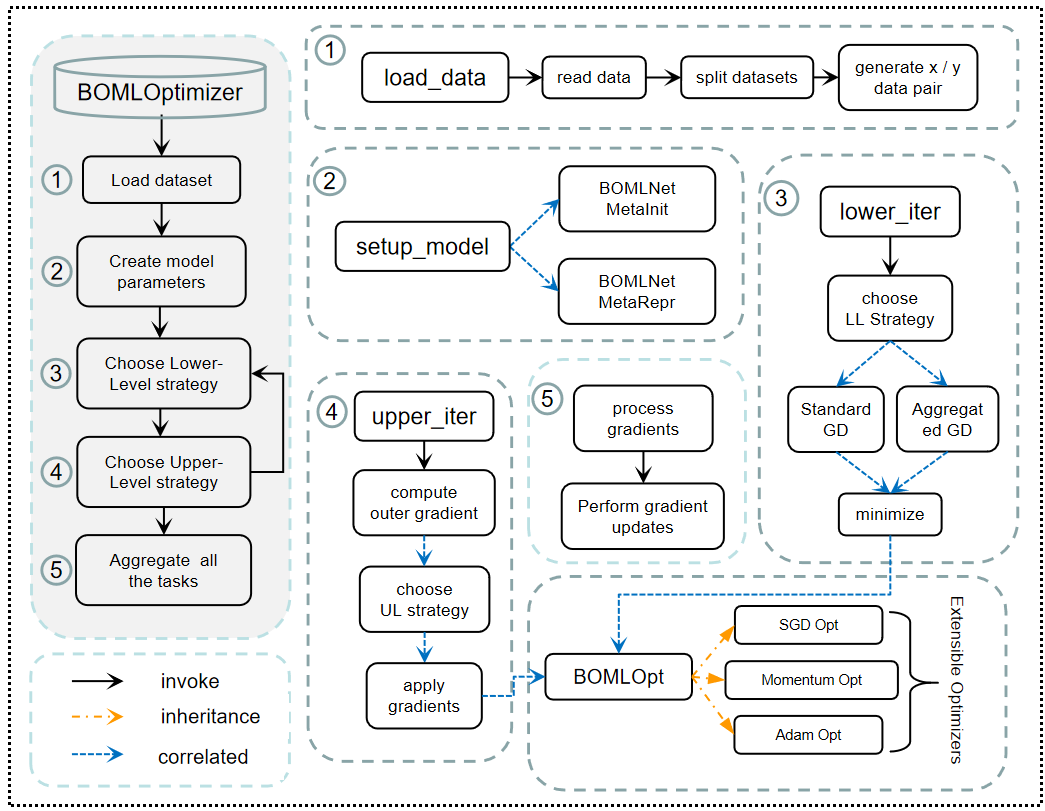 BOMLOptimizer
1
Load dataset
2
Create model
parameters
3
Choose Lower-
Level strategy
4
Choose Upper-
Level strategy
5
Aggregate all
the tasks
invoke
inheritance
correlated
1
load_data
read data
split datasets
generate x / y
data pair
2
setup_model
BOMLNet
MetaInit
BOMLNet
MetaRepr
3
lower_iter
choose
LL Strategy
Standard
GD
Aggregat
ed GD
minimize
4
upper_iter
compute
outer gradient
choose
UL strategy
apply
gradients
5
process
gradients
Perform gradient
updates
BOMLOpt
SGD Opt
Momentum Opt
Adam Opt
Extensible Optimizers